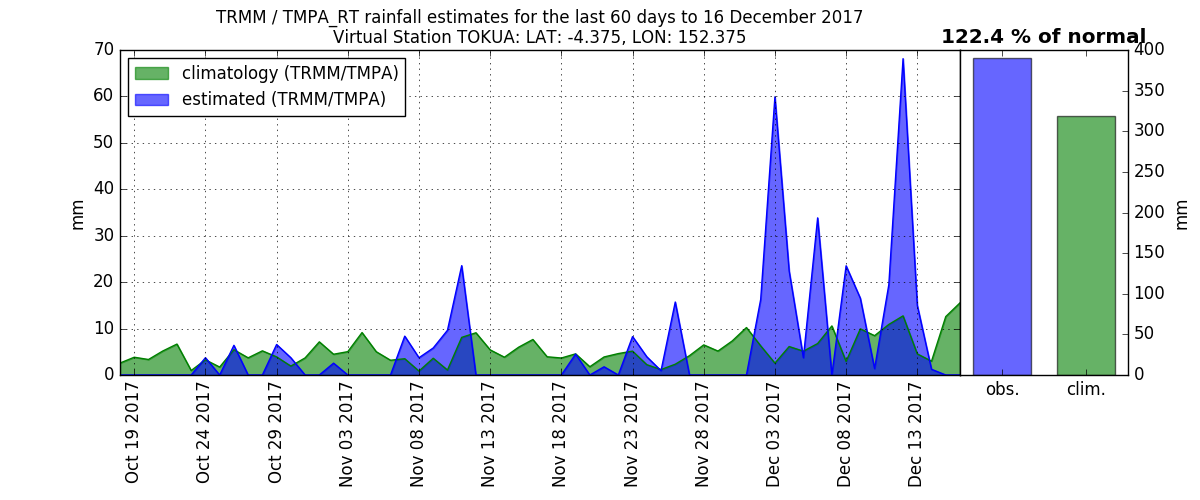 TRMM / TMPA_RT rainfall estimates for the last 60 days to 16 December 2017
Virtual Station TOKUA: LAT: -4.375, LON: 152.375
122.4 % of normal
climatology (TRMM/TMPA)
estimated (TRMM/TMPA)
70
60
50
40
30
20
10
0
mm
Oct 19 2017
Oct 24 2017
Oct 29 2017
Nov 03 2017
Nov 08 2017
Nov 13 2017
Nov 18 2017
Nov 23 2017
Nov 28 2017
Dec 03 2017
Dec 08 2017
Dec 13 2017
obs.
clim.
400
350
300
250
200
150
100
50
0
mm